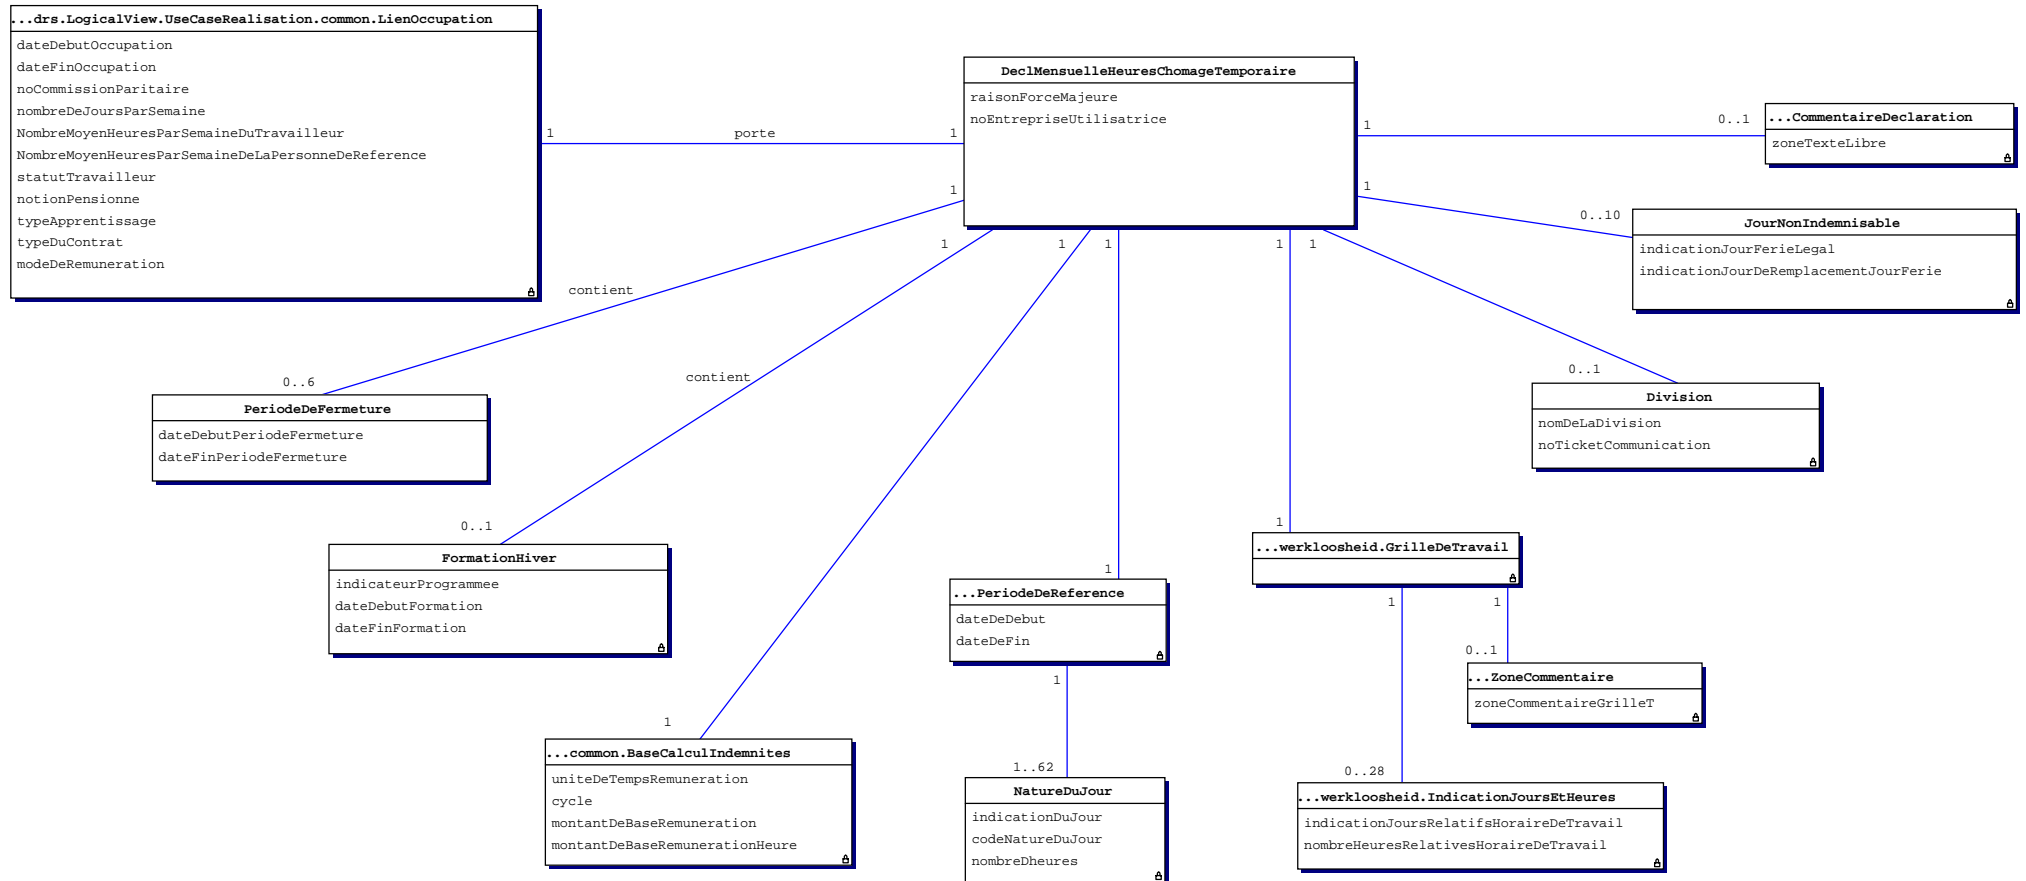 ...drs.LogicalView.UseCaseRealisation.common.LienOccupation
dateDebutOccupation
dateFinOccupation
noCommissionParitaire
nombreDeJoursParSemaine
NombreMoyenHeuresParSemaineDuTravailleur
NombreMoyenHeuresParSemaineDeLaPersonneDeReference
statutTravailleur
notionPensionne
typeApprentissage
typeDuContrat
modeDeRemuneration
1
porte
1
DeclMensuelleHeuresChomageTemporaire
raisonForceMajeure
noEntrepriseUtilisatrice
1
0..1
...CommentaireDeclaration
zoneTexteLibre
1
0..10
JourNonIndemnisable
indicationJourFerieLegal
indicationJourDeRemplacementJourFerie
1
contient
0..6
PeriodeDeFermeture
dateDebutPeriodeFermeture
dateFinPeriodeFermeture
1
contient
0..1
FormationHiver
indicateurProgrammee
dateDebutFormation
dateFinFormation
1
1
...common.BaseCalculIndemnites
uniteDeTempsRemuneration
cycle
montantDeBaseRemuneration
montantDeBaseRemunerationHeure
1
1
...PeriodeDeReference
dateDeDebut
dateDeFin
1
1..62
NatureDuJour
indicationDuJour
codeNatureDuJour
nombreDheures
1
1
...werkloosheid.GrilleDeTravail
1
0..28
...werkloosheid.IndicationJoursEtHeures
indicationJoursRelatifsHoraireDeTravail
nombreHeuresRelativesHoraireDeTravail
1
0..1
...ZoneCommentaire
zoneCommentaireGrilleT
1
0..1
Division
nomDeLaDivision
noTicketCommunication